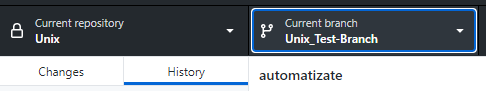 Current repository
Unix
Current branch
Unix_Test-Branch
Changes
History
automatizate